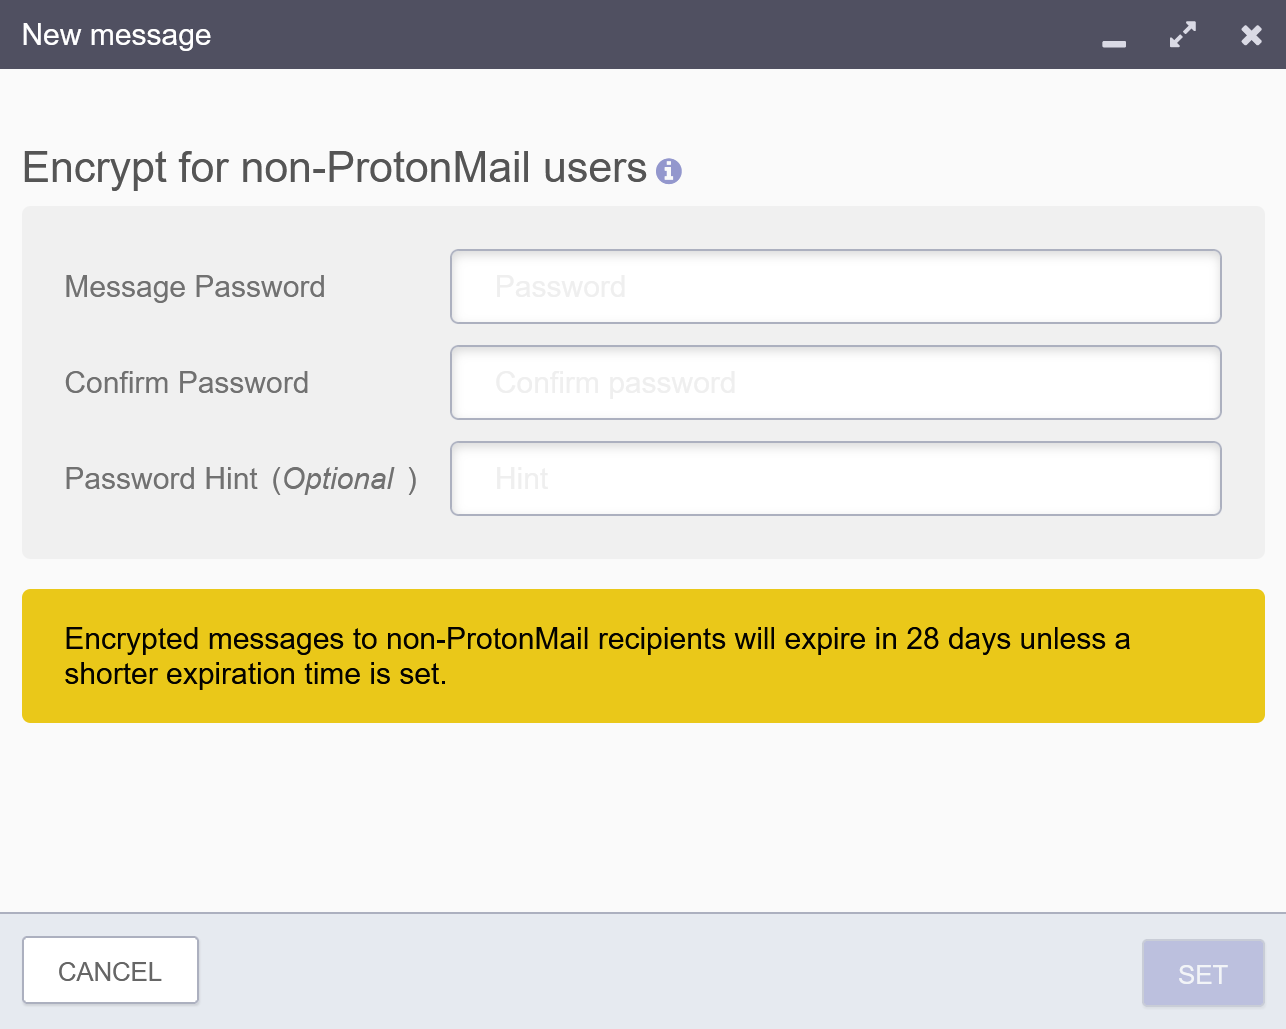 New message
Encrypt for non-ProtonMail users
Message Password
Password
Confirm Password
Confirm password
Password Hint (Optional )
Hint
Encrypted messages to non-ProtonMail recipients will expire in 28 days unless a
shorter expiration time is set.
CANCEL
SET